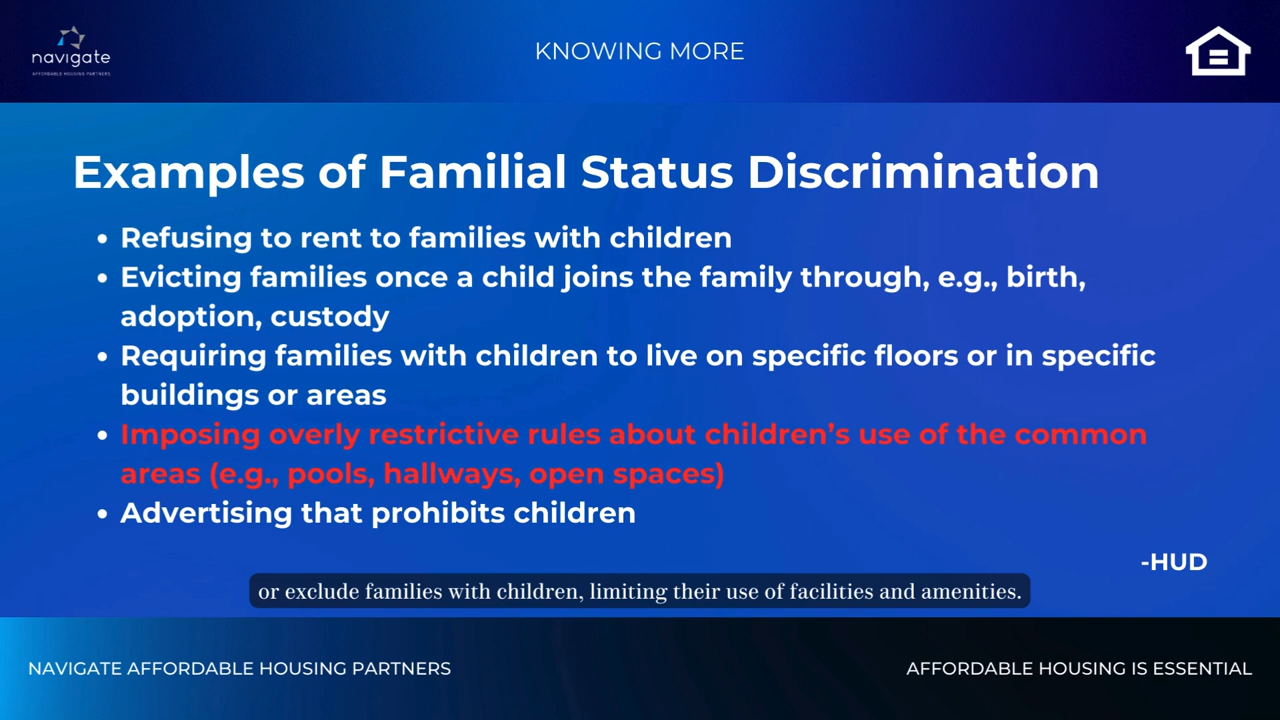 navigate
AFFORDABLE HOUSING PARTNERS
KNOWING MORE
Examples of Familial Status Discrimination
• Refusing to rent to families with children
• Evicting families once a child joins the family through, e.g., birth,
adoption, custody
• Requiring families with children to live on specific floors or in specific
buildings or areas
• Imposing overly restrictive rules about children’s use of the common
areas (e.g., pools, hallways, open spaces)
• Advertising that prohibits children
-HUD
or exclude families with children, limiting their use of facilities and amenities.
NAVIGATE AFFORDABLE HOUSING PARTNERS
AFFORDABLE HOUSING IS ESSENTIAL